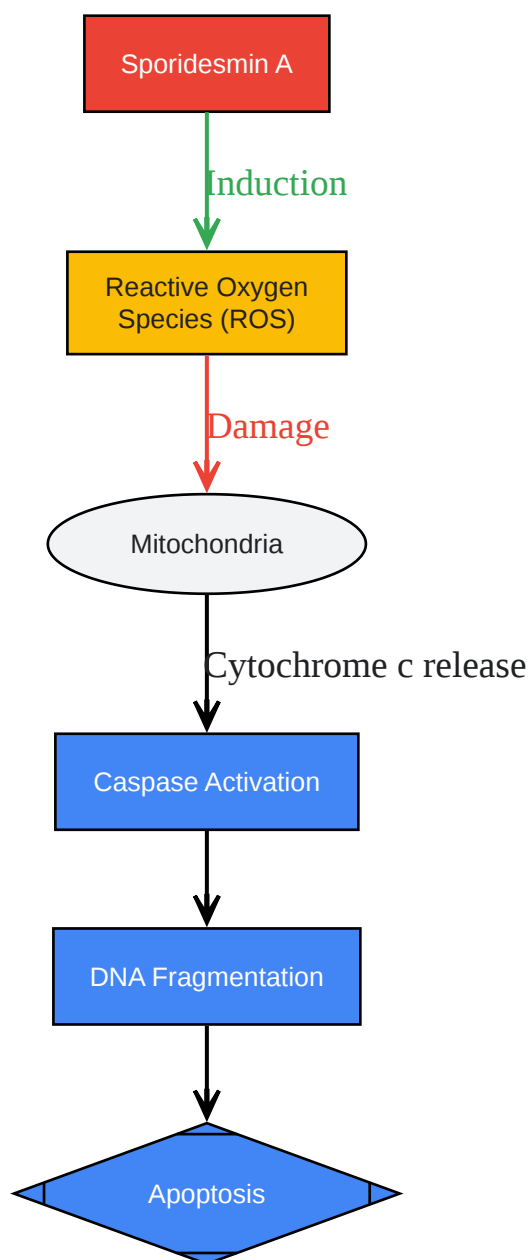 Sporidesmin A
Induction
Reactive Oxygen
Species (ROS)
Damage
Mitochondria
Cytochrome c release
Caspase Activation
DNA Fragmentation
Apoptosis